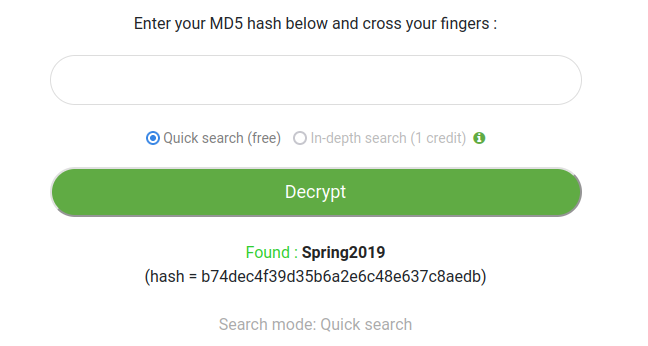 Enter your MD5 hash below and cross your fingers :
Quick search (free) In-depth search (1 credit)
Decrypt
Found : Spring2019
(hash = b74dec4f39d35b6a2e6c48e637c8aedb)
Search mode: Quick search